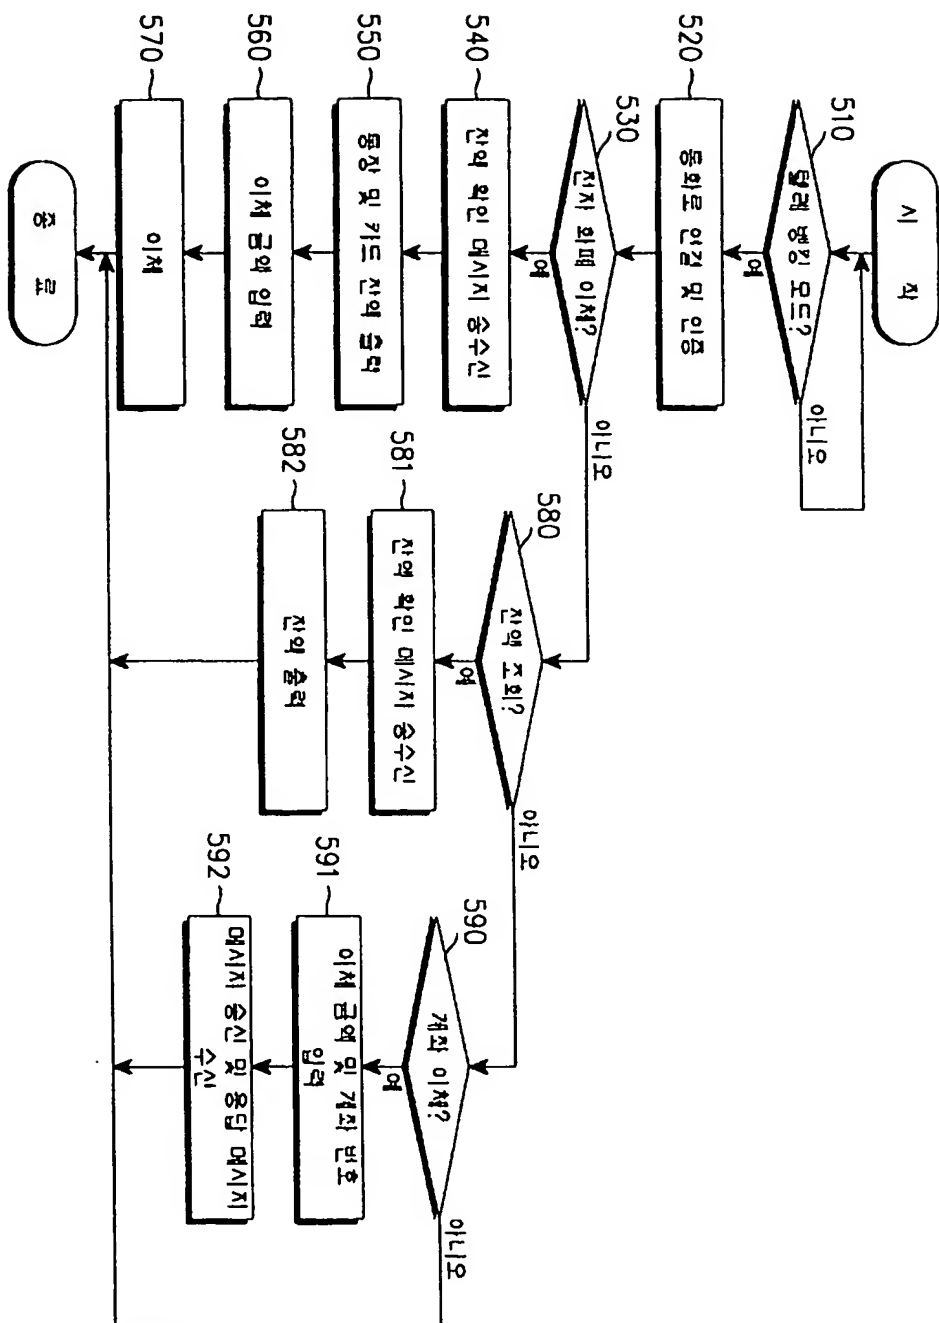 시 작
510
텔레 뱅킹 모드?
아니요
예
520
통화로 연결 및 인증
530
전자 화폐 이체?
아니요
예
540
잔액 확인 메시지 송수신
550
통장 및 카드 잔액 출력
560
이체 금액 입력
570
이체
580
잔액 조회?
아니요
예
581
잔액 확인 메시지 송수신
582
잔액 출력
590
계좌 이체?
아니요
예
591
이체 금액 및 계좌 번호
입력
592
메시지 송신 및 응답 메시지
수신
종 료